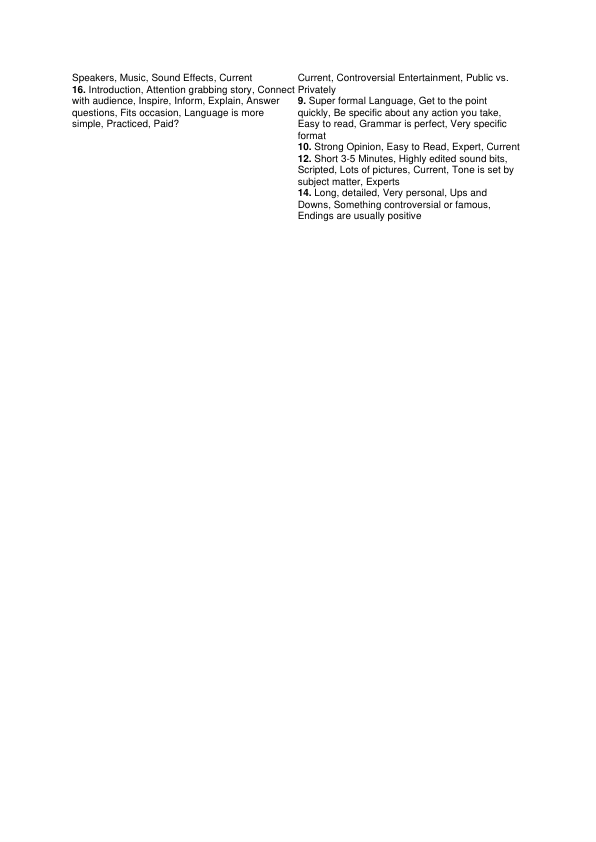 Speakers, Music, Sound Effects, Current
16. Introduction, Attention grabbing story, Connect
with audience, Inspire, Inform, Explain, Answer
questions, Fits occasion, Language is more
simple, Practiced, Paid?
Current, Controversial Entertainment, Public vs.
Privately
9. Super formal Language, Get to the point
quickly, Be specific about any action you take,
Easy to read, Grammar is perfect, Very specific
format
10. Strong Opinion, Easy to Read, Expert, Current
12. Short 3-5 Minutes, Highly edited sound bits,
Scripted, Lots of pictures, Current, Tone is set by
subject matter, Experts
14. Long, detailed, Very personal, Ups and
Downs, Something controversial or famous,
Endings are usually positive